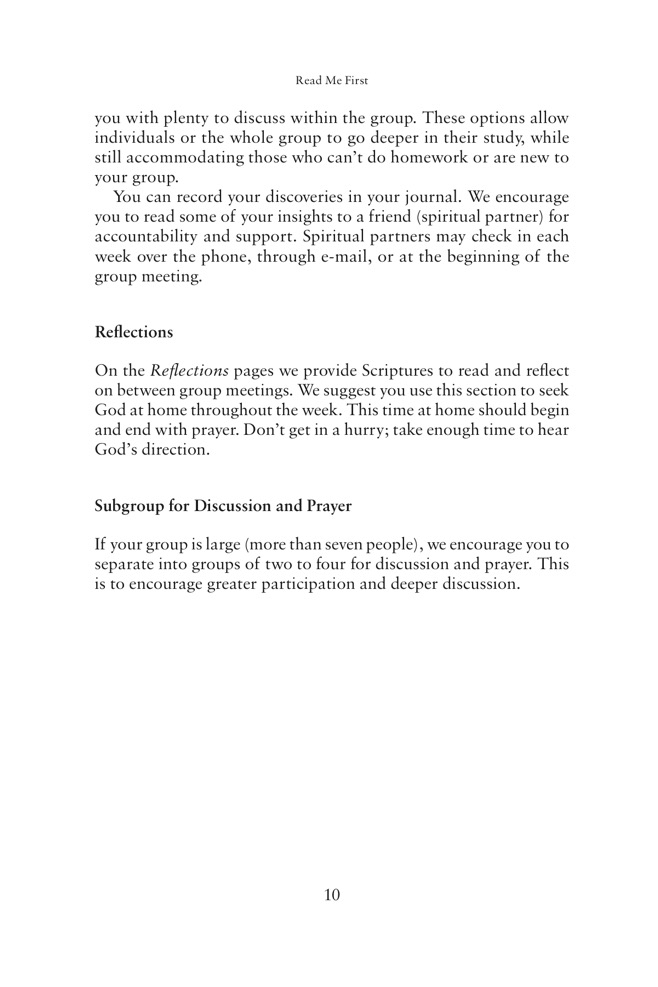 Read Me First
you with plenty to discuss within the group. These options allow
individuals or the whole group to go deeper in their study, while
still accommodating those who can’t do homework or are new to
your group.
You can record your discoveries in your journal. We encourage
you to read some of your insights to a friend (spiritual partner) for
accountability and support. Spiritual partners may check in each
week over the phone, through e-mail, or at the beginning of the
group meeting.
Reflections
On the Reflections pages we provide Scriptures to read and reflect
on between group meetings. We suggest you use this section to seek
God at home throughout the week. This time at home should begin
and end with prayer. Don’t get in a hurry; take enough time to hear
God’s direction.
Subgroup for Discussion and Prayer
If your group is large (more than seven people), we encourage you to
separate into groups of two to four for discussion and prayer. This
is to encourage greater participation and deeper discussion.
10